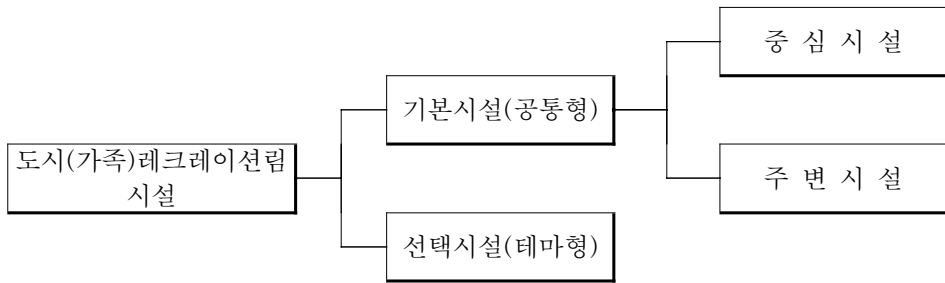 중 심 시 설
기본시설(공통형)
도시(가족)레크레이션림
시설
주 변 시 설
선택시설(테마형)